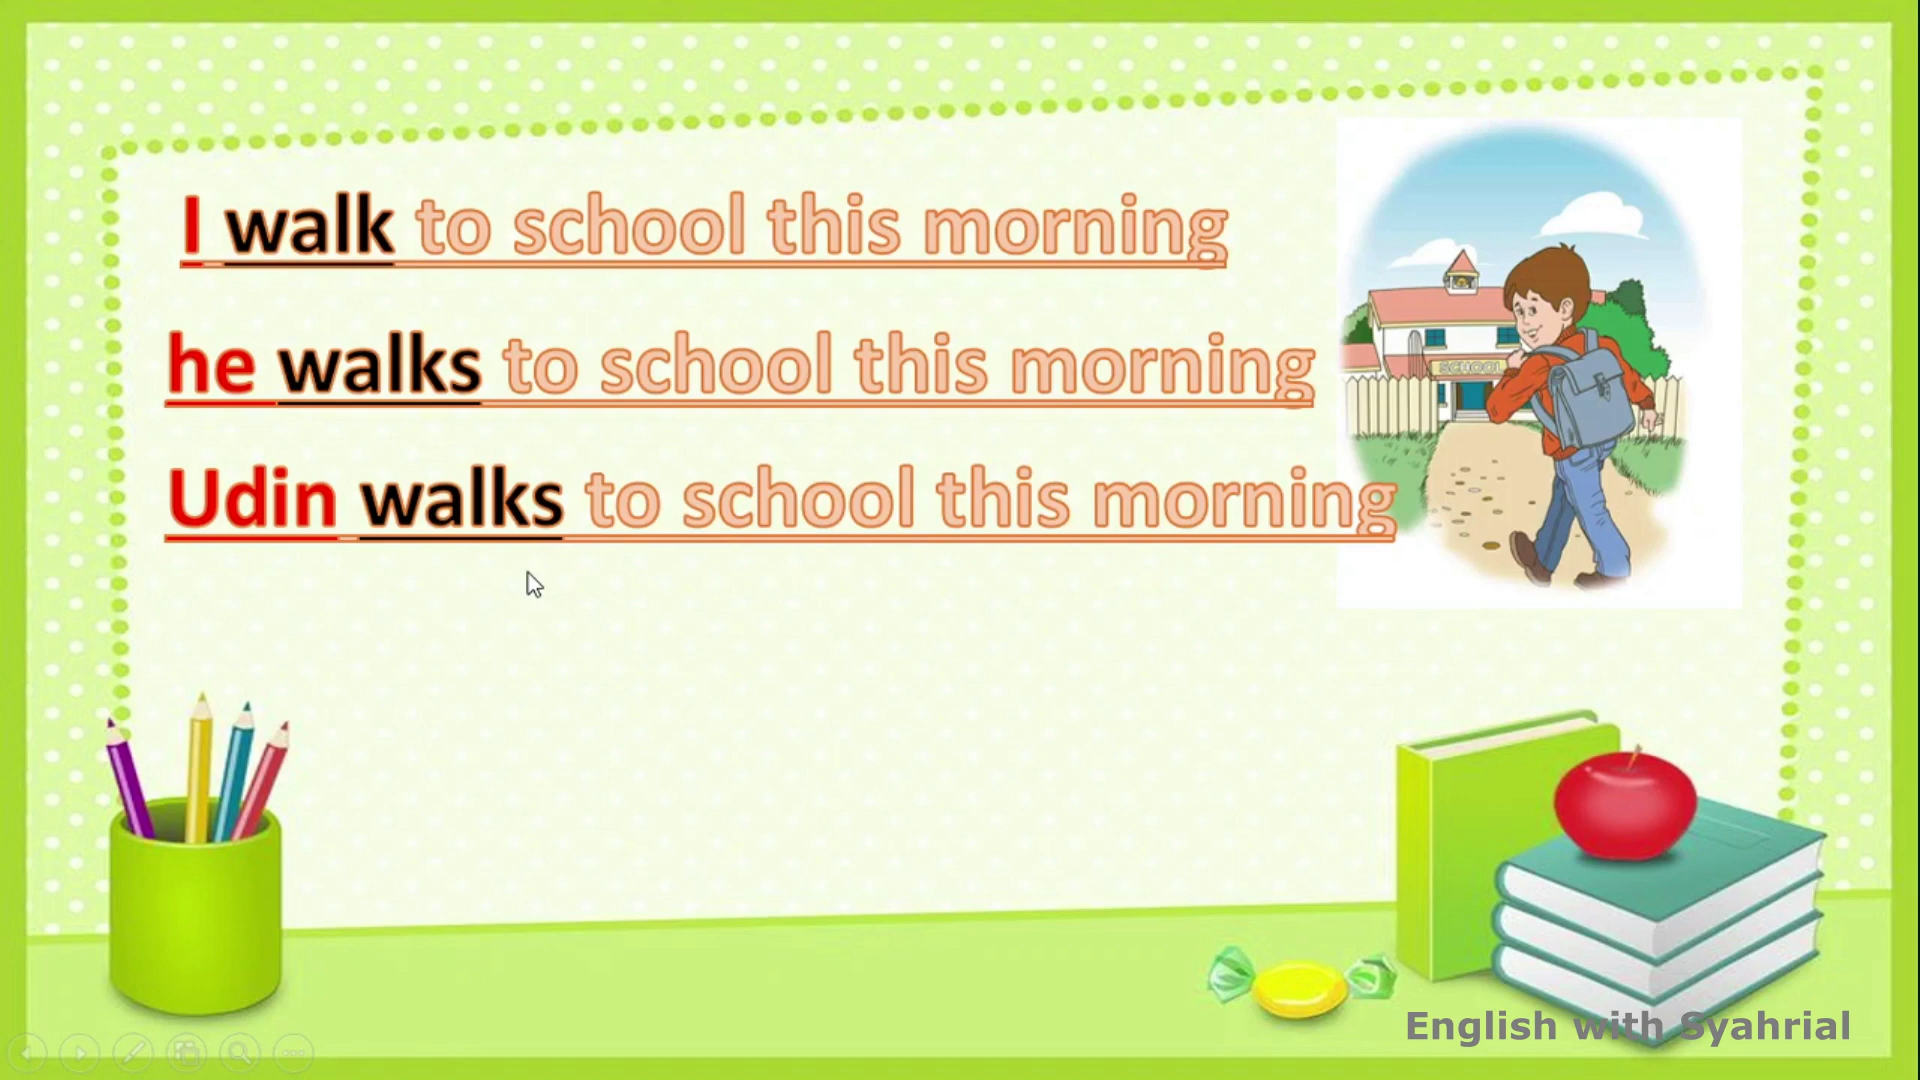 I walk to school this morning
he walks to school this morning
Udin walks to school this morning
SCHOOL
English with Syahrial